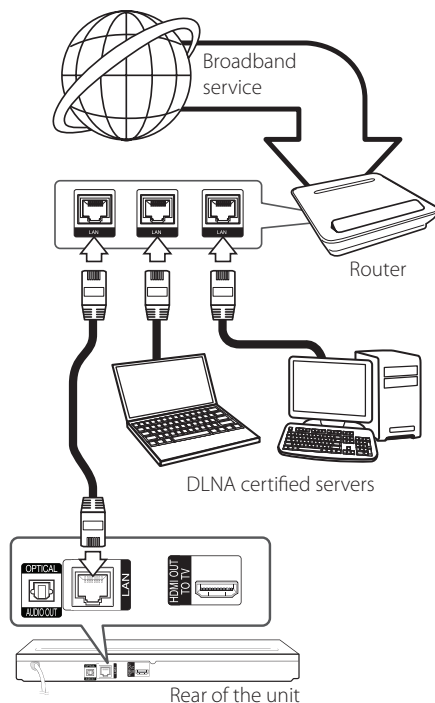 Broadband
service
LAN
LAN
LAN
Router
DLNA certified servers
OPTICAL
AUDIO OUT
LAN
HDMI OUT
TO TV
Rear of the unit